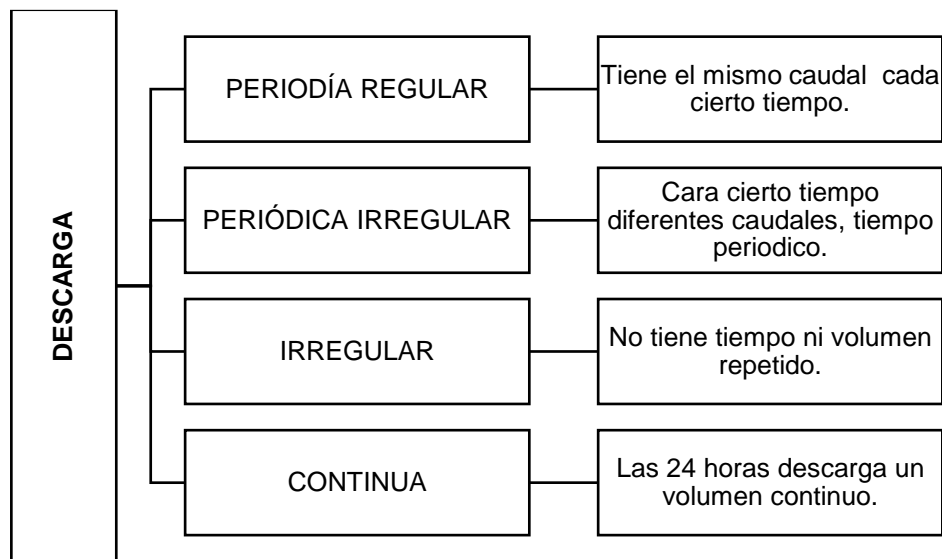 DESCARGA
PERIODÍA REGULAR
Tiene el mismo caudal cada
cierto tiempo.
PERIÓDICA IRREGULAR
Cara cierto tiempo
diferentes caudales, tiempo
periodico.
IRREGULAR
No tiene tiempo ni volumen
repetido.
CONTINUA
Las 24 horas descarga un
volumen continuo.